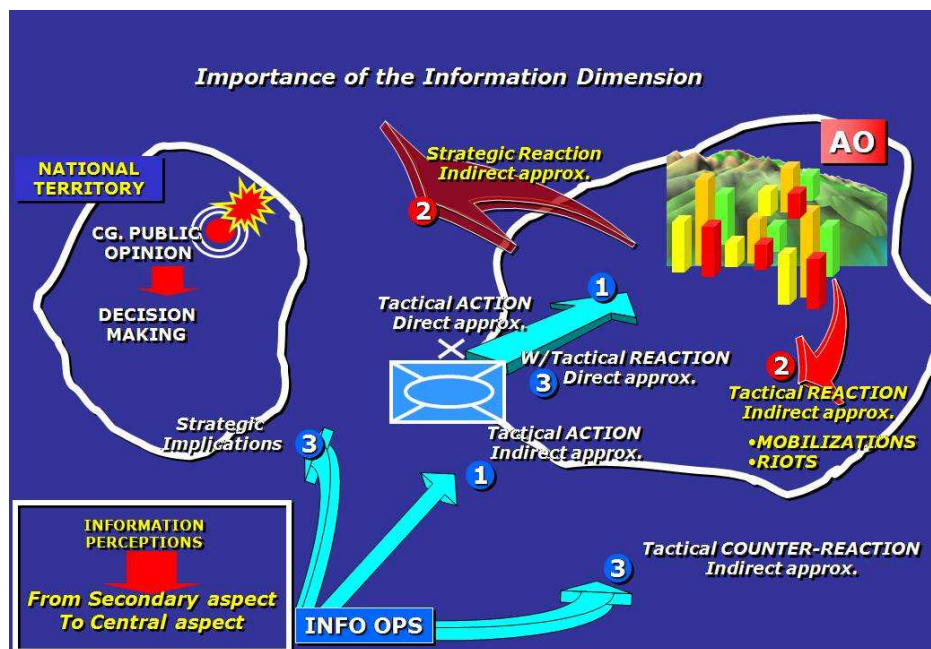 Importance of the Information Dimension
NATIONAL
TERRITORY
CG. PUBLIC
OPINION
DECISION
MAKING
Strategic Reaction
Indirect approx.
2
AO
1
Tactical ACTION
Direct approx.
W/Tactical REACTION
3 Direct approx.
2
Tactical REACTION
Indirect approx.
•MOBILIZATIONS
•RIOTS
Strategic
Implications
3
Tactical ACTION
Indirect approx.
1
Tactical COUNTER-REACTION
3 Indirect approx.
INFORMATION
PERCEPTIONS
From Secondary aspect
To Central aspect
INFO OPS